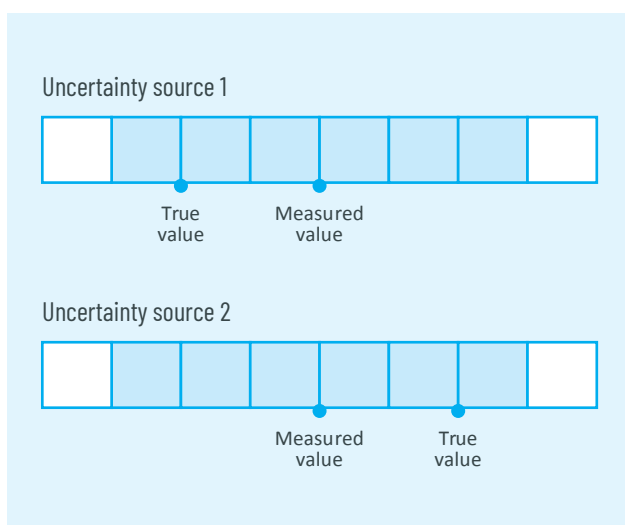 Uncertainty source 1
True Measured
value value
Uncertainty source 2
Measured True
value value